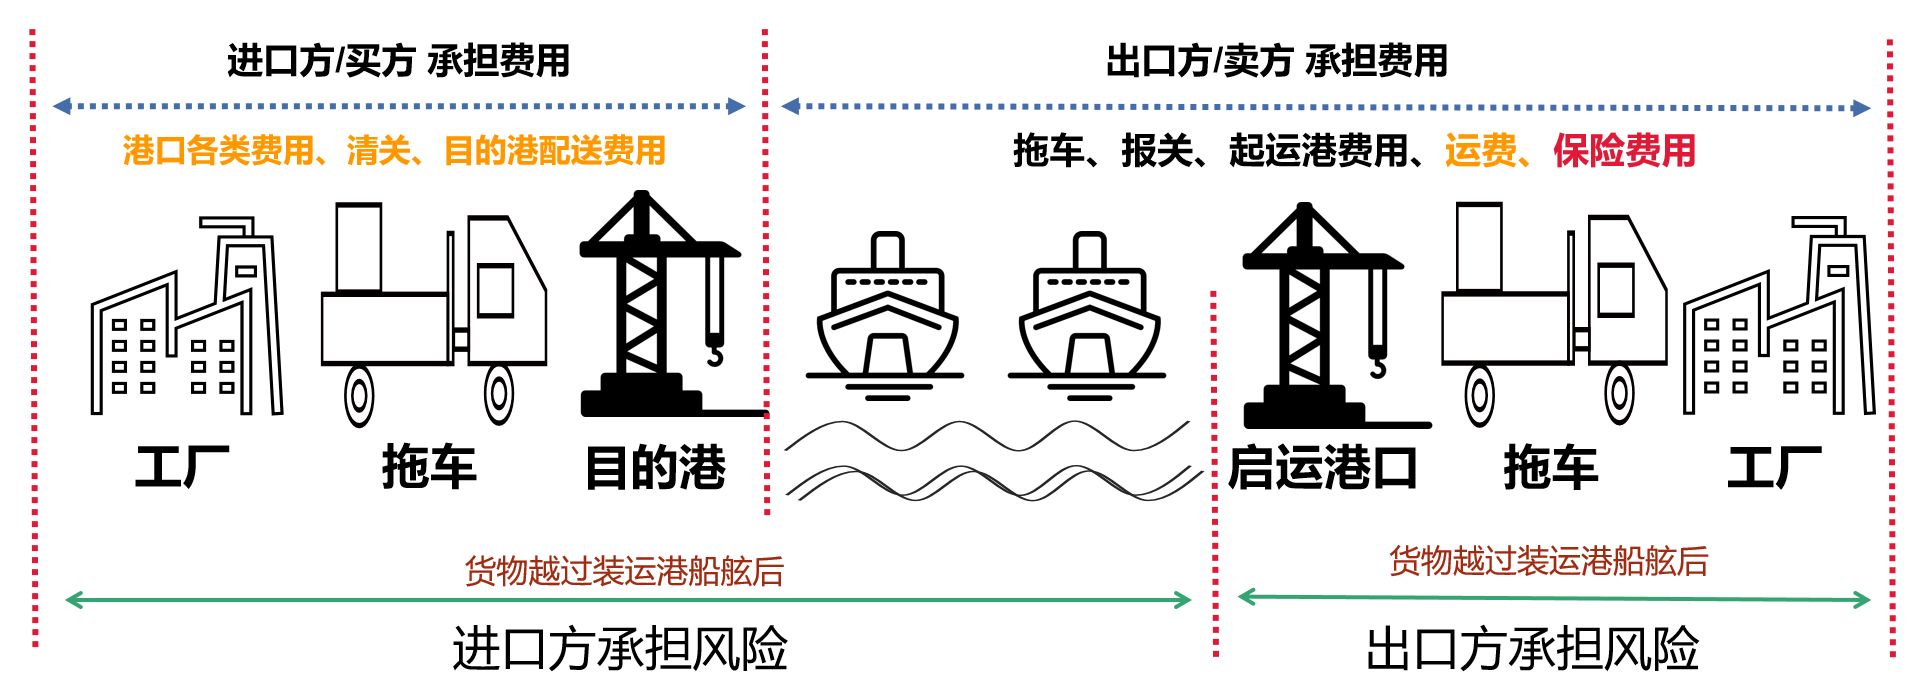 进口方/买方 承担费用
出口方/卖方 承担费用
港口各类费用、清关、目的港配送费用
拖车、报关、起运港费用、运费、保险费用
工厂
拖车
目的港
启运港口
拖车
工厂
货物越过装运港船舷后
货物越过装运港船舷后
进口方承担风险
出口方承担风险